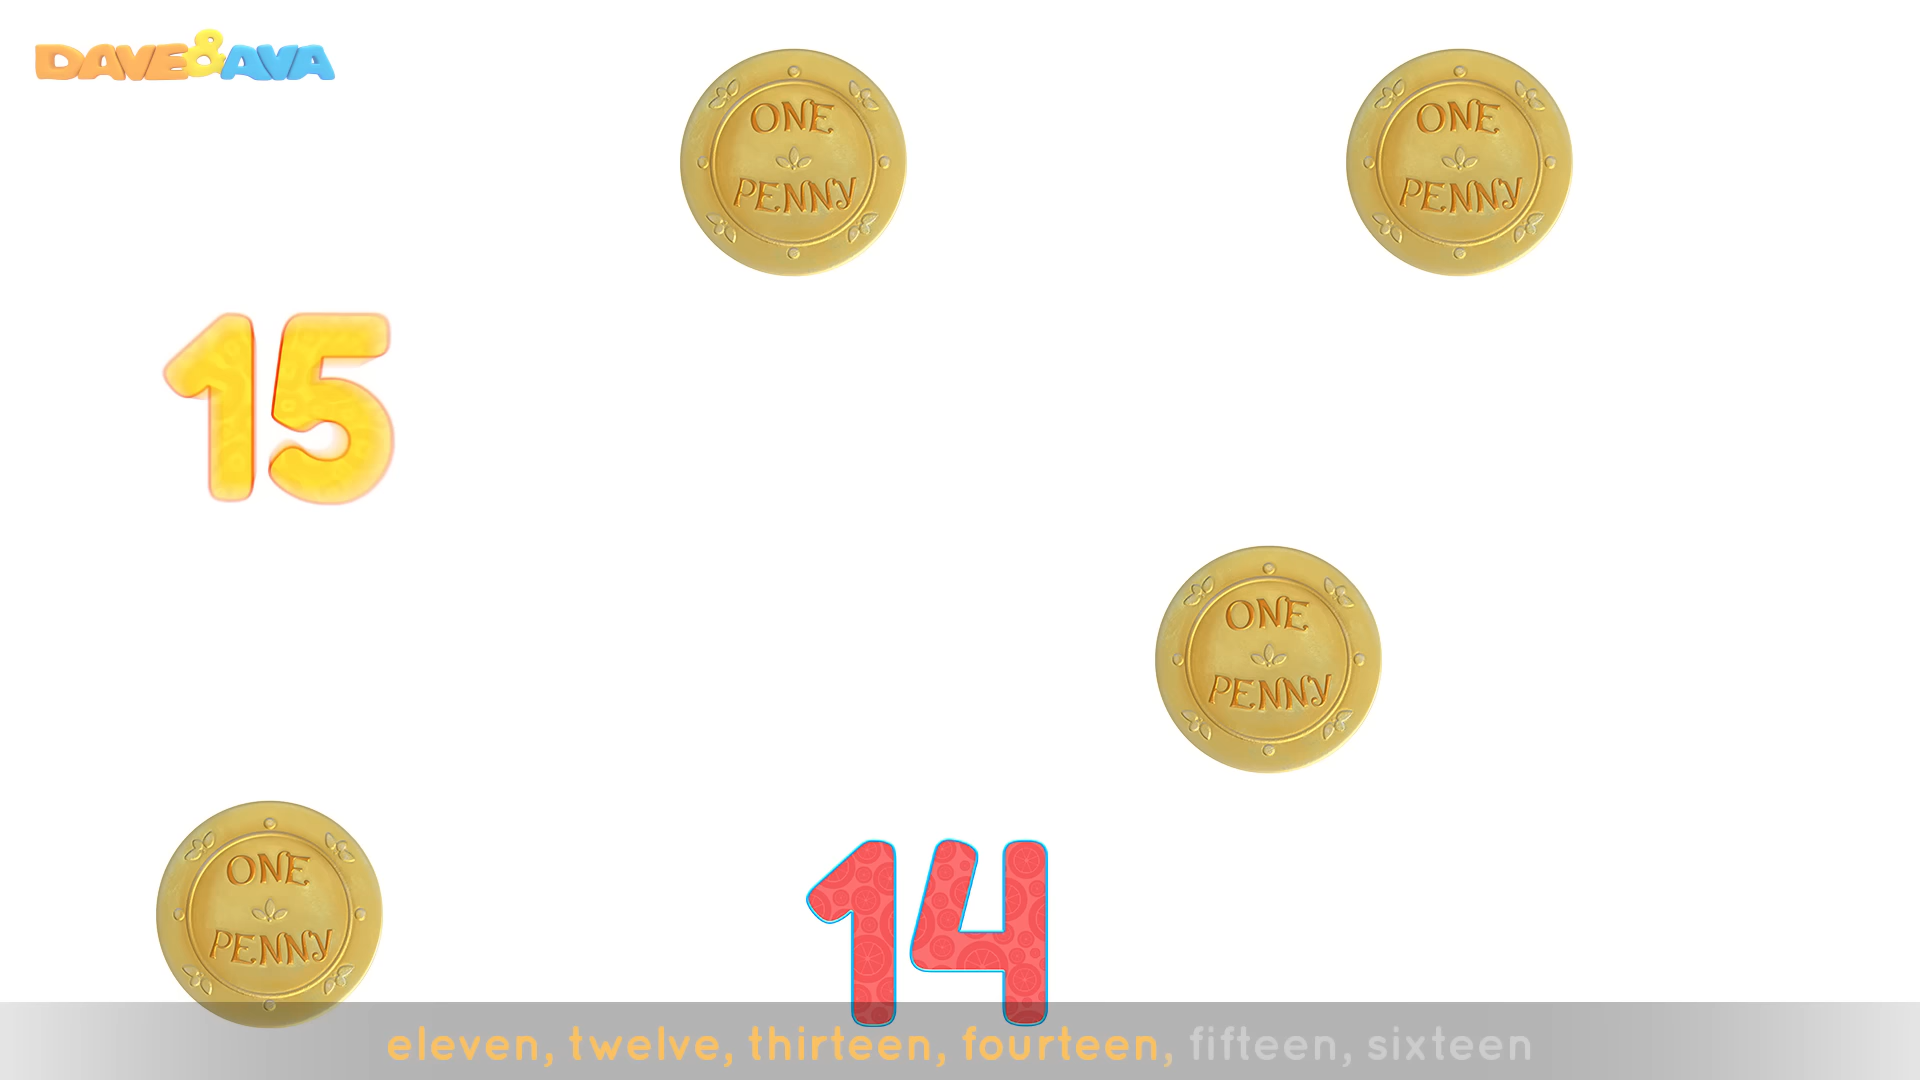 DAVE & AVA
ONE
PENNY
ONE
PENNY
15
ONE
PENNY
ONE
PENNY
14
eleven, twelve, thirteen, fourteen, fifteen, sixteen